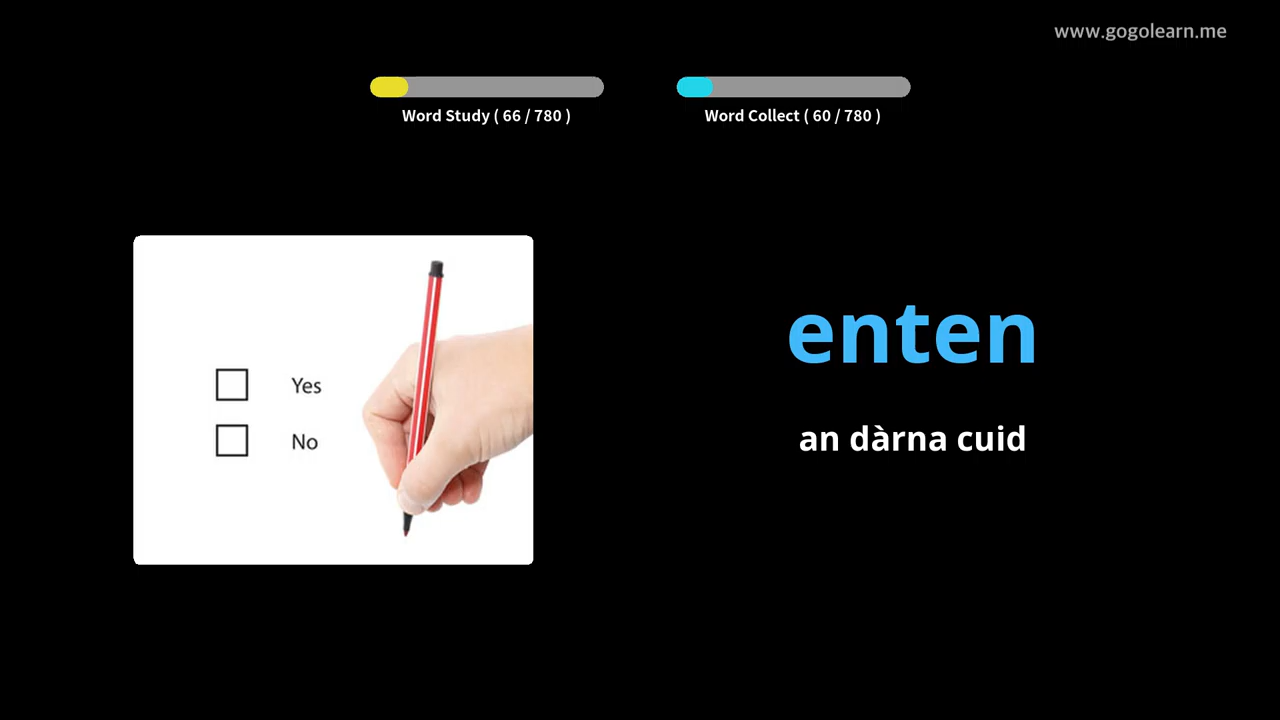 www.gogolearn.me
Word Study ( 66 / 780 )
Word Collect ( 60 / 780 )
Yes
No
enten
an dàrna cuid